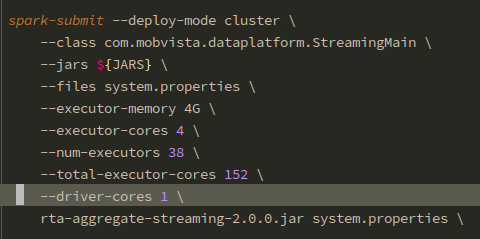 spark-submit --deploy-mode cluster \
--class com.mobvista.dataplatform.StreamingMain \
--jars ${JARS} \
--files system.properties \
--executor-memory 4G \
--executor-cores 4 \
--num-executors 38 \
--total-executor-cores 152 \
--driver-cores 1 \
rta-aggregate-streaming-2.0.0.jar system.properties \